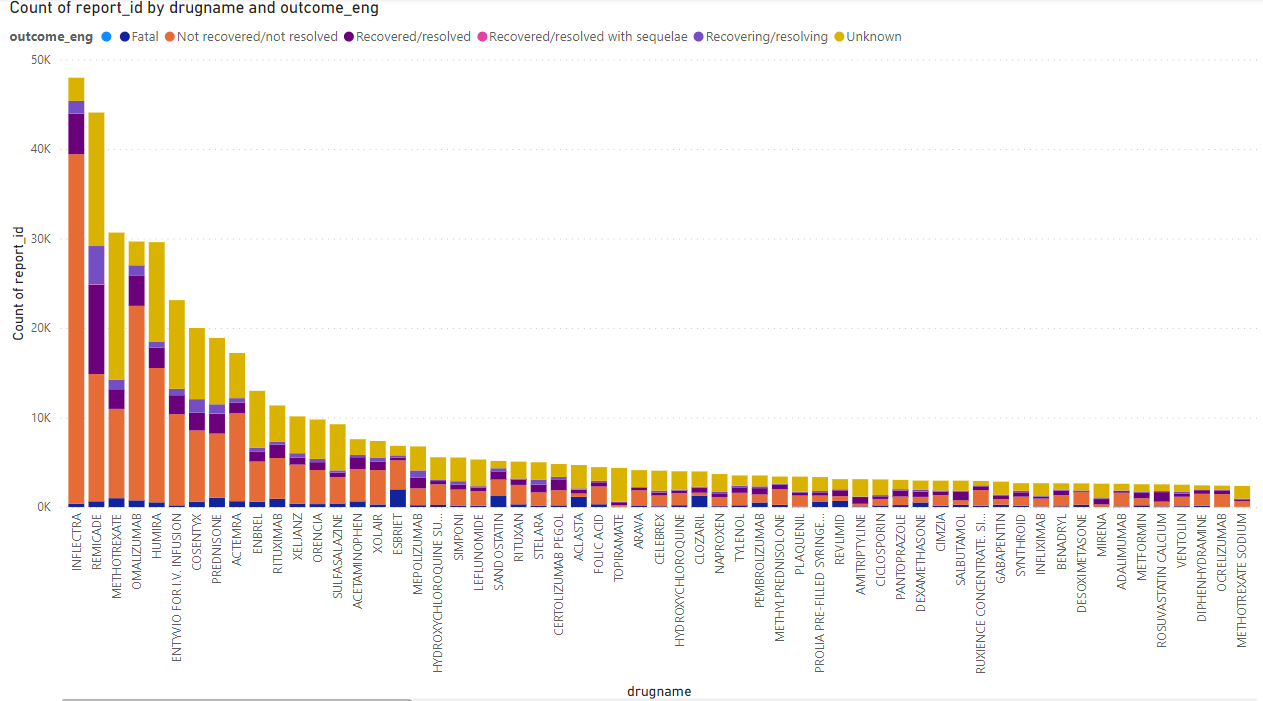 Count of report_id by drugname and outcome_eng
outcome_eng Fatal Not recovered/not resolved Recovered/resolved Recovered/resolved with sequelae Recovering/resolving Unknown
50K
40K
30K
20K
10K
0K
Count of report_id
INFLECTRA
REMICADE
METHOTREXATE
OMALIZUMAB
HUMIRA
ENTYVIO FOR I.V. INFUSION
COSENTYX
PREDNISONE
ACTEMRA
ENBREL
RITUXIMAB
XELJANZ
ORENCIA
SULFASALAZINE
ACETAMINOPHEN
XOLAIR
ESBRIET
MEPOLIZUMAB
HYDROXYCHLOROQUINE SU...
SIMPONI
LEFLUNOMIDE
SANDOSTATIN
RITUXAN
STELARA
CERTOLIZUMAB PEGOL
ACLASTA
FOLIC ACID
TOPIRAMATE
ARAVA
CELEBREX
HYDROXYCHLOROQUINE
CLOZARIL
NAPROXEN
TYLENOL
PEMBROLIZUMAB
METHYLPREDNISOLONE
PLAQUENIL
PROLIA PRE-FILLED SYRINGE...
REVLIMID
AMITRIPTYLINE
CICLOSPORIN
PANTOPRAZOLE
DEXAMETHASONE
CIMZIA
SALBUTAMOL
RUXIENCE CONCENTRATE. SI...
GABAPENTIN
SYNTHROID
INFLIXIMAB
BENADRYL
DESOXIMETASONE
MIRENA
ADALIMUMAB
METFORMIN
ROSUVASTATIN CALCIUM
VENTOLIN
DIPHENHYDRAMINE
OCRELIZUMAB
METHOTREXATE SODIUM
drugname